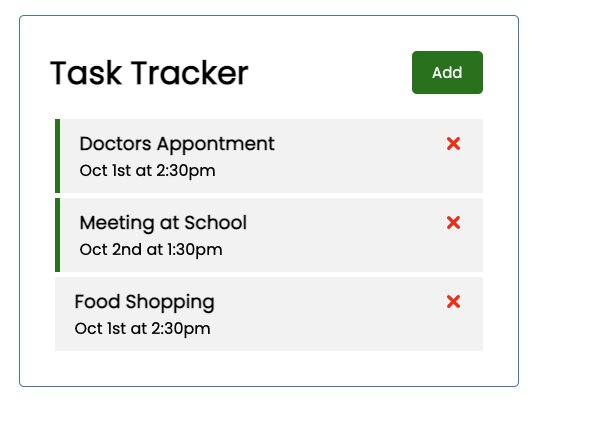 Task Tracker
Add
Doctors Appontment
Oct 1st at 2:30pm
Meeting at School
Oct 2nd at 1:30pm
Food Shopping
Oct 1st at 2:30pm